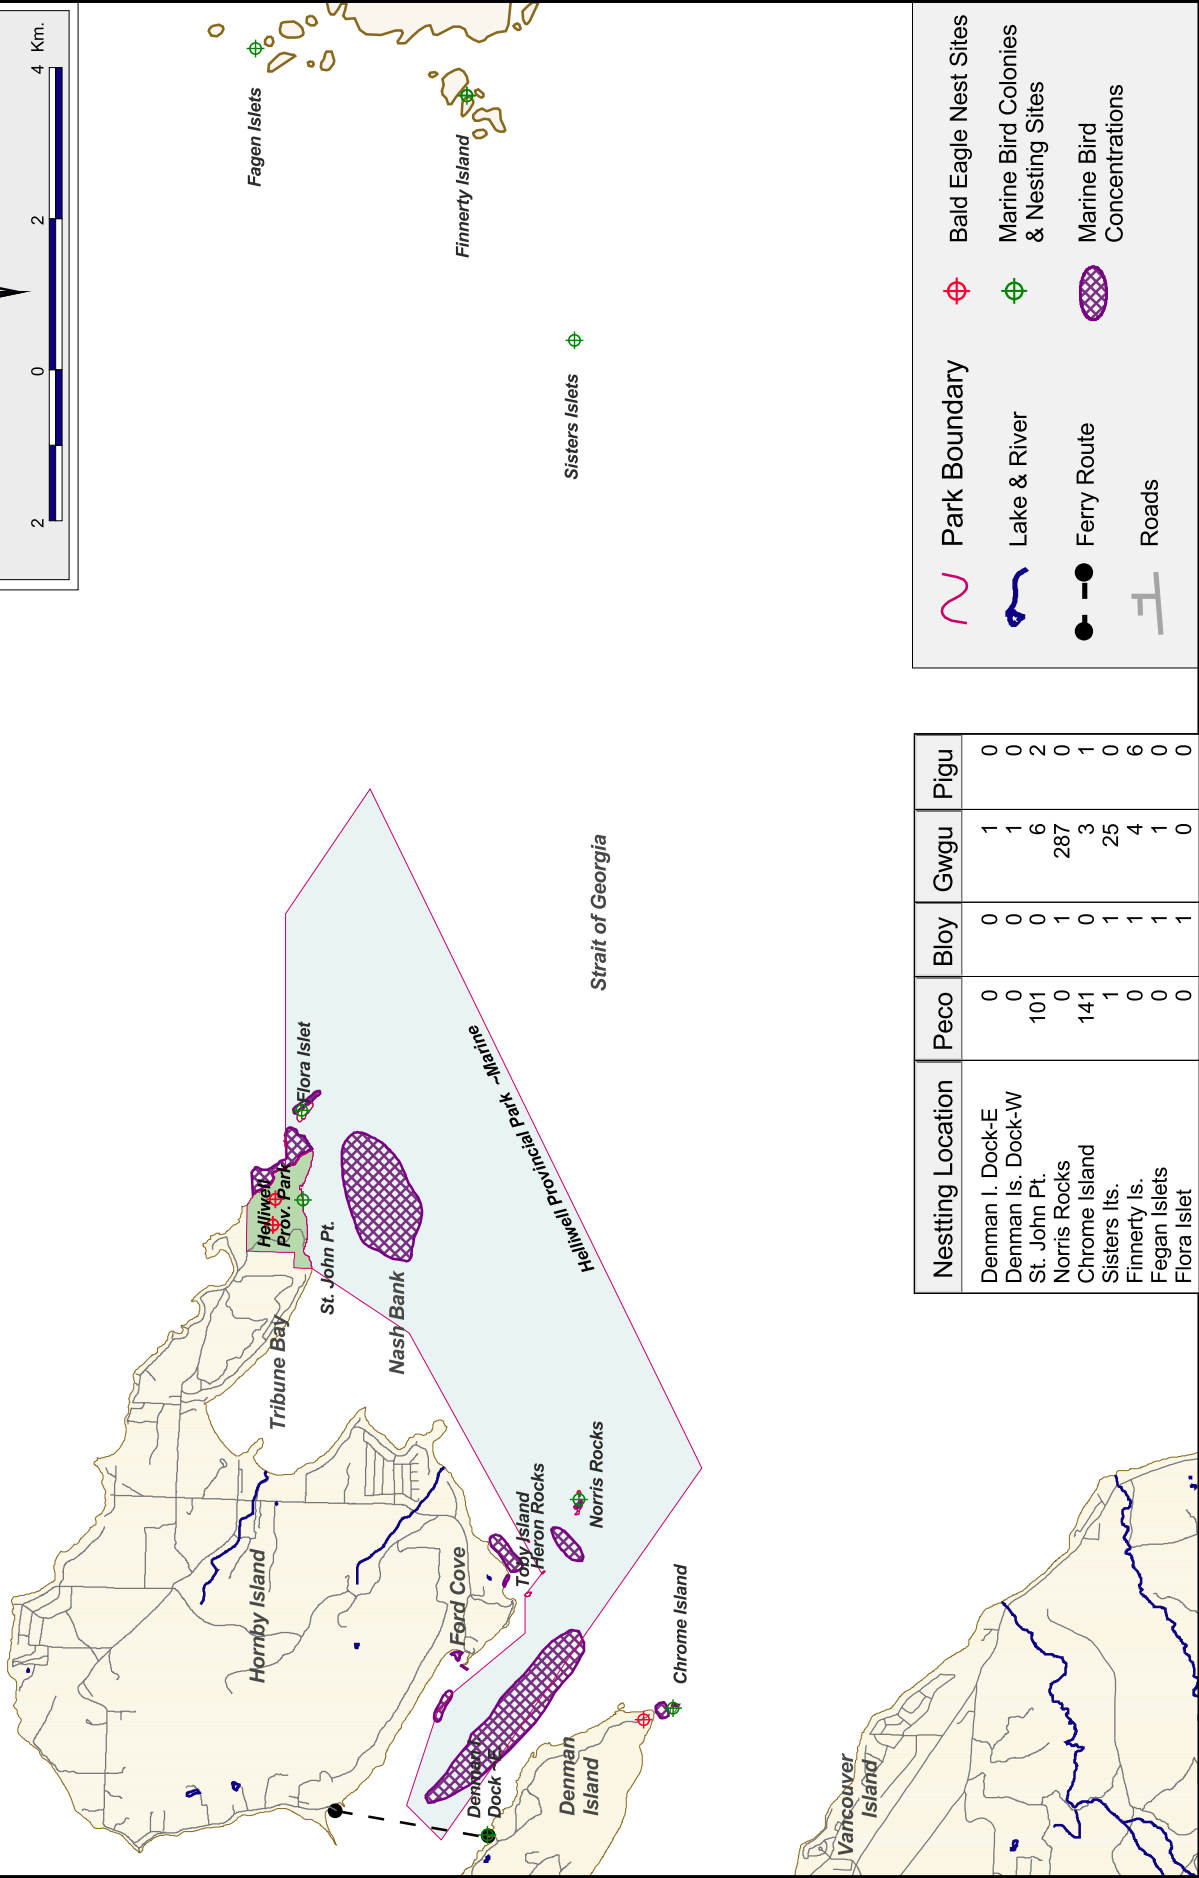 2 0 2 4 Km.
Fagen Islets
Finnerty Island
Sisters Islets
Hornby Island
Tribune Bay
Helliwell
Prov. Park
Flora Islet
St. John Pt.
Nash Bank
Helliwell Provincial Park ~Marine
Strait of Georgia
Ford Cove
Toby Island
Heron Rocks
Norris Rocks
Chrome Island
Dock ~E
Denman
Island
Vancouver
Island
Nestting Location Peco Bloy Gwgu Pigu
Denman I. Dock-E 0 0 1 0
Denman Is. Dock-W 0 0 1 0
St. John Pt. 101 0 6 2
Norris Rocks 0 1 287 0
Chrome Island 141 0 3 1
Sisters Its. 1 1 25 0
Finnerty Is. 0 1 4 6
Fegan Islets 0 1 1 0
Flora Islet 0 1 0 0
Park Boundary
Lake & River
Ferry Route
Roads
Bald Eagle Nest Sites
Marine Bird Colonies
& Nesting Sites
Marine Bird
Concentrations